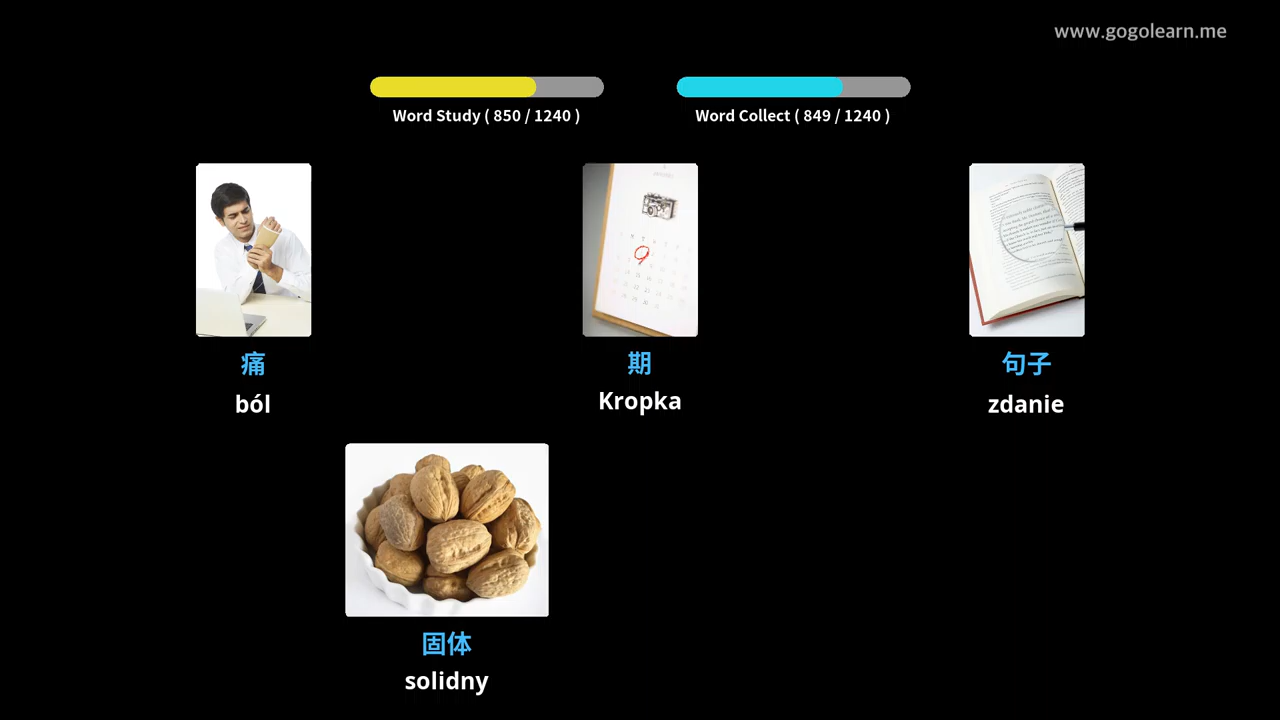 www.gogolearn.me
Word Study ( 850 / 1240 )
Word Collect ( 849 / 1240 )
痛
ból
期
Kropka
句子
zdanie
固体
solidny